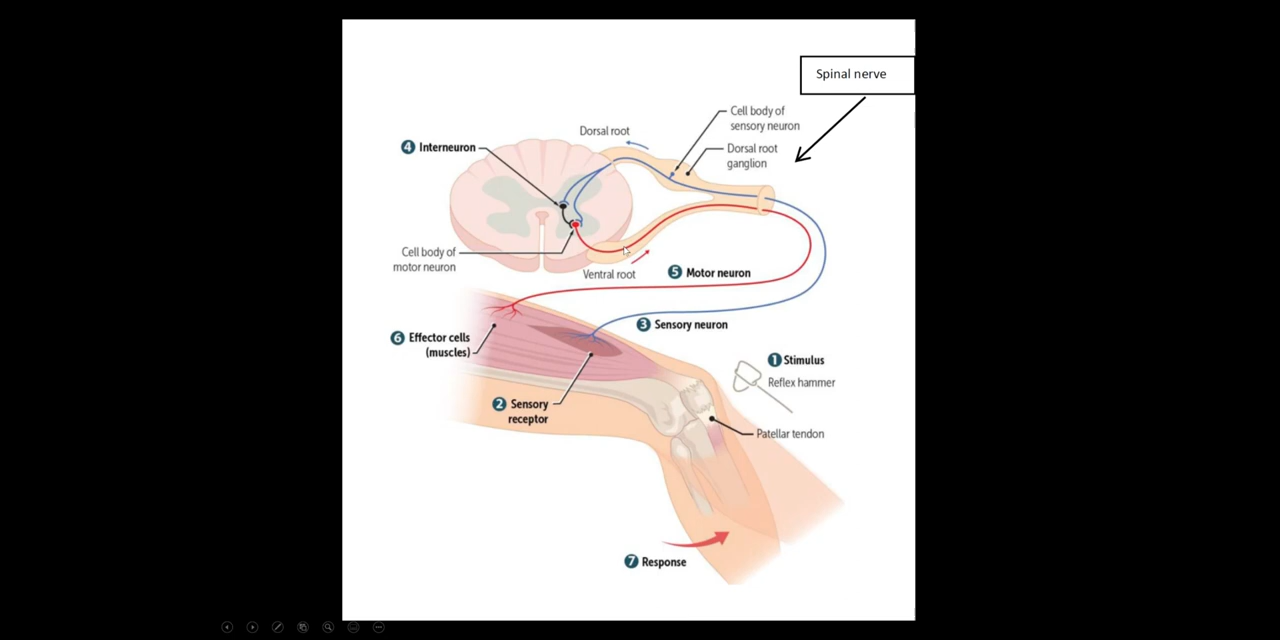 Spinal nerve
Cell body of
sensory neuron
Dorsal root
Dorsal root
ganglion
4 Interneuron
Cell body of
motor neuron
Ventral root
5 Motor neuron
3 Sensory neuron
6 Effector cells
(muscles)
1 Stimulus
Reflex hammer
2 Sensory
receptor
Patellar tendon
7 Response